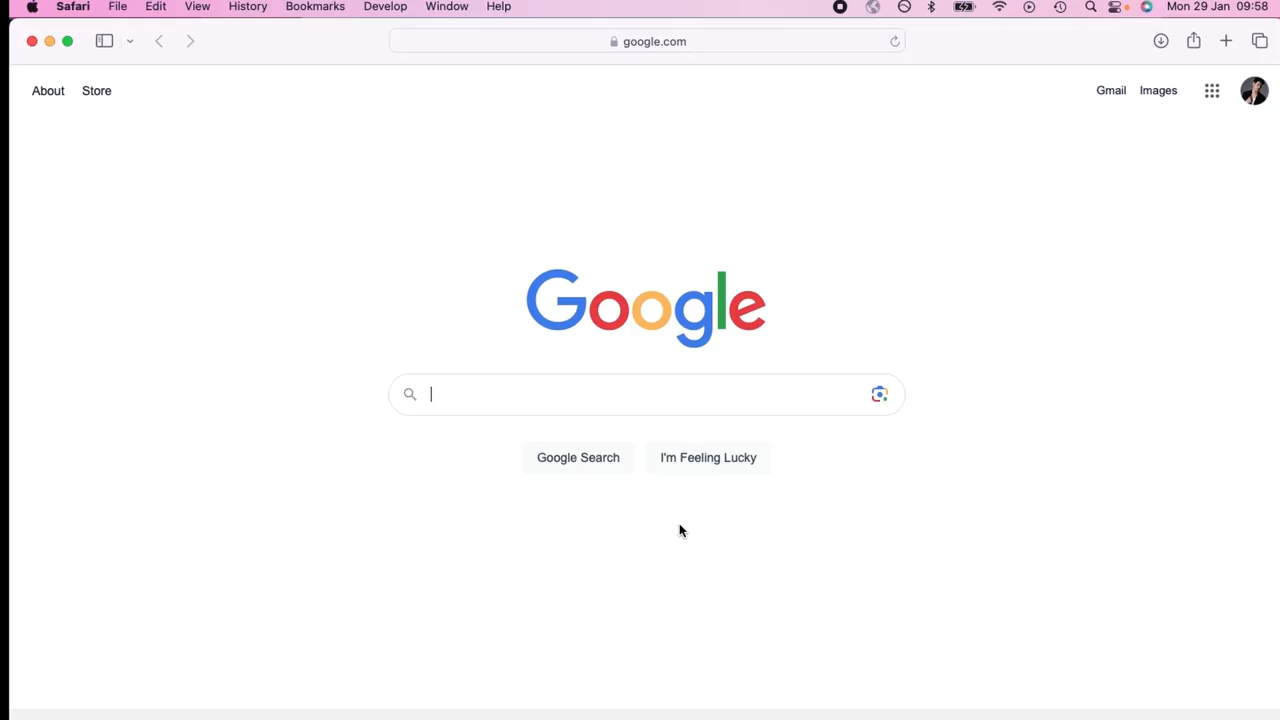 Safari File Edit View History Bookmarks Develop Window Help Mon 29 Jan 09:58
google.com
About Store Gmail Images
Google
Google Search I'm Feeling Lucky